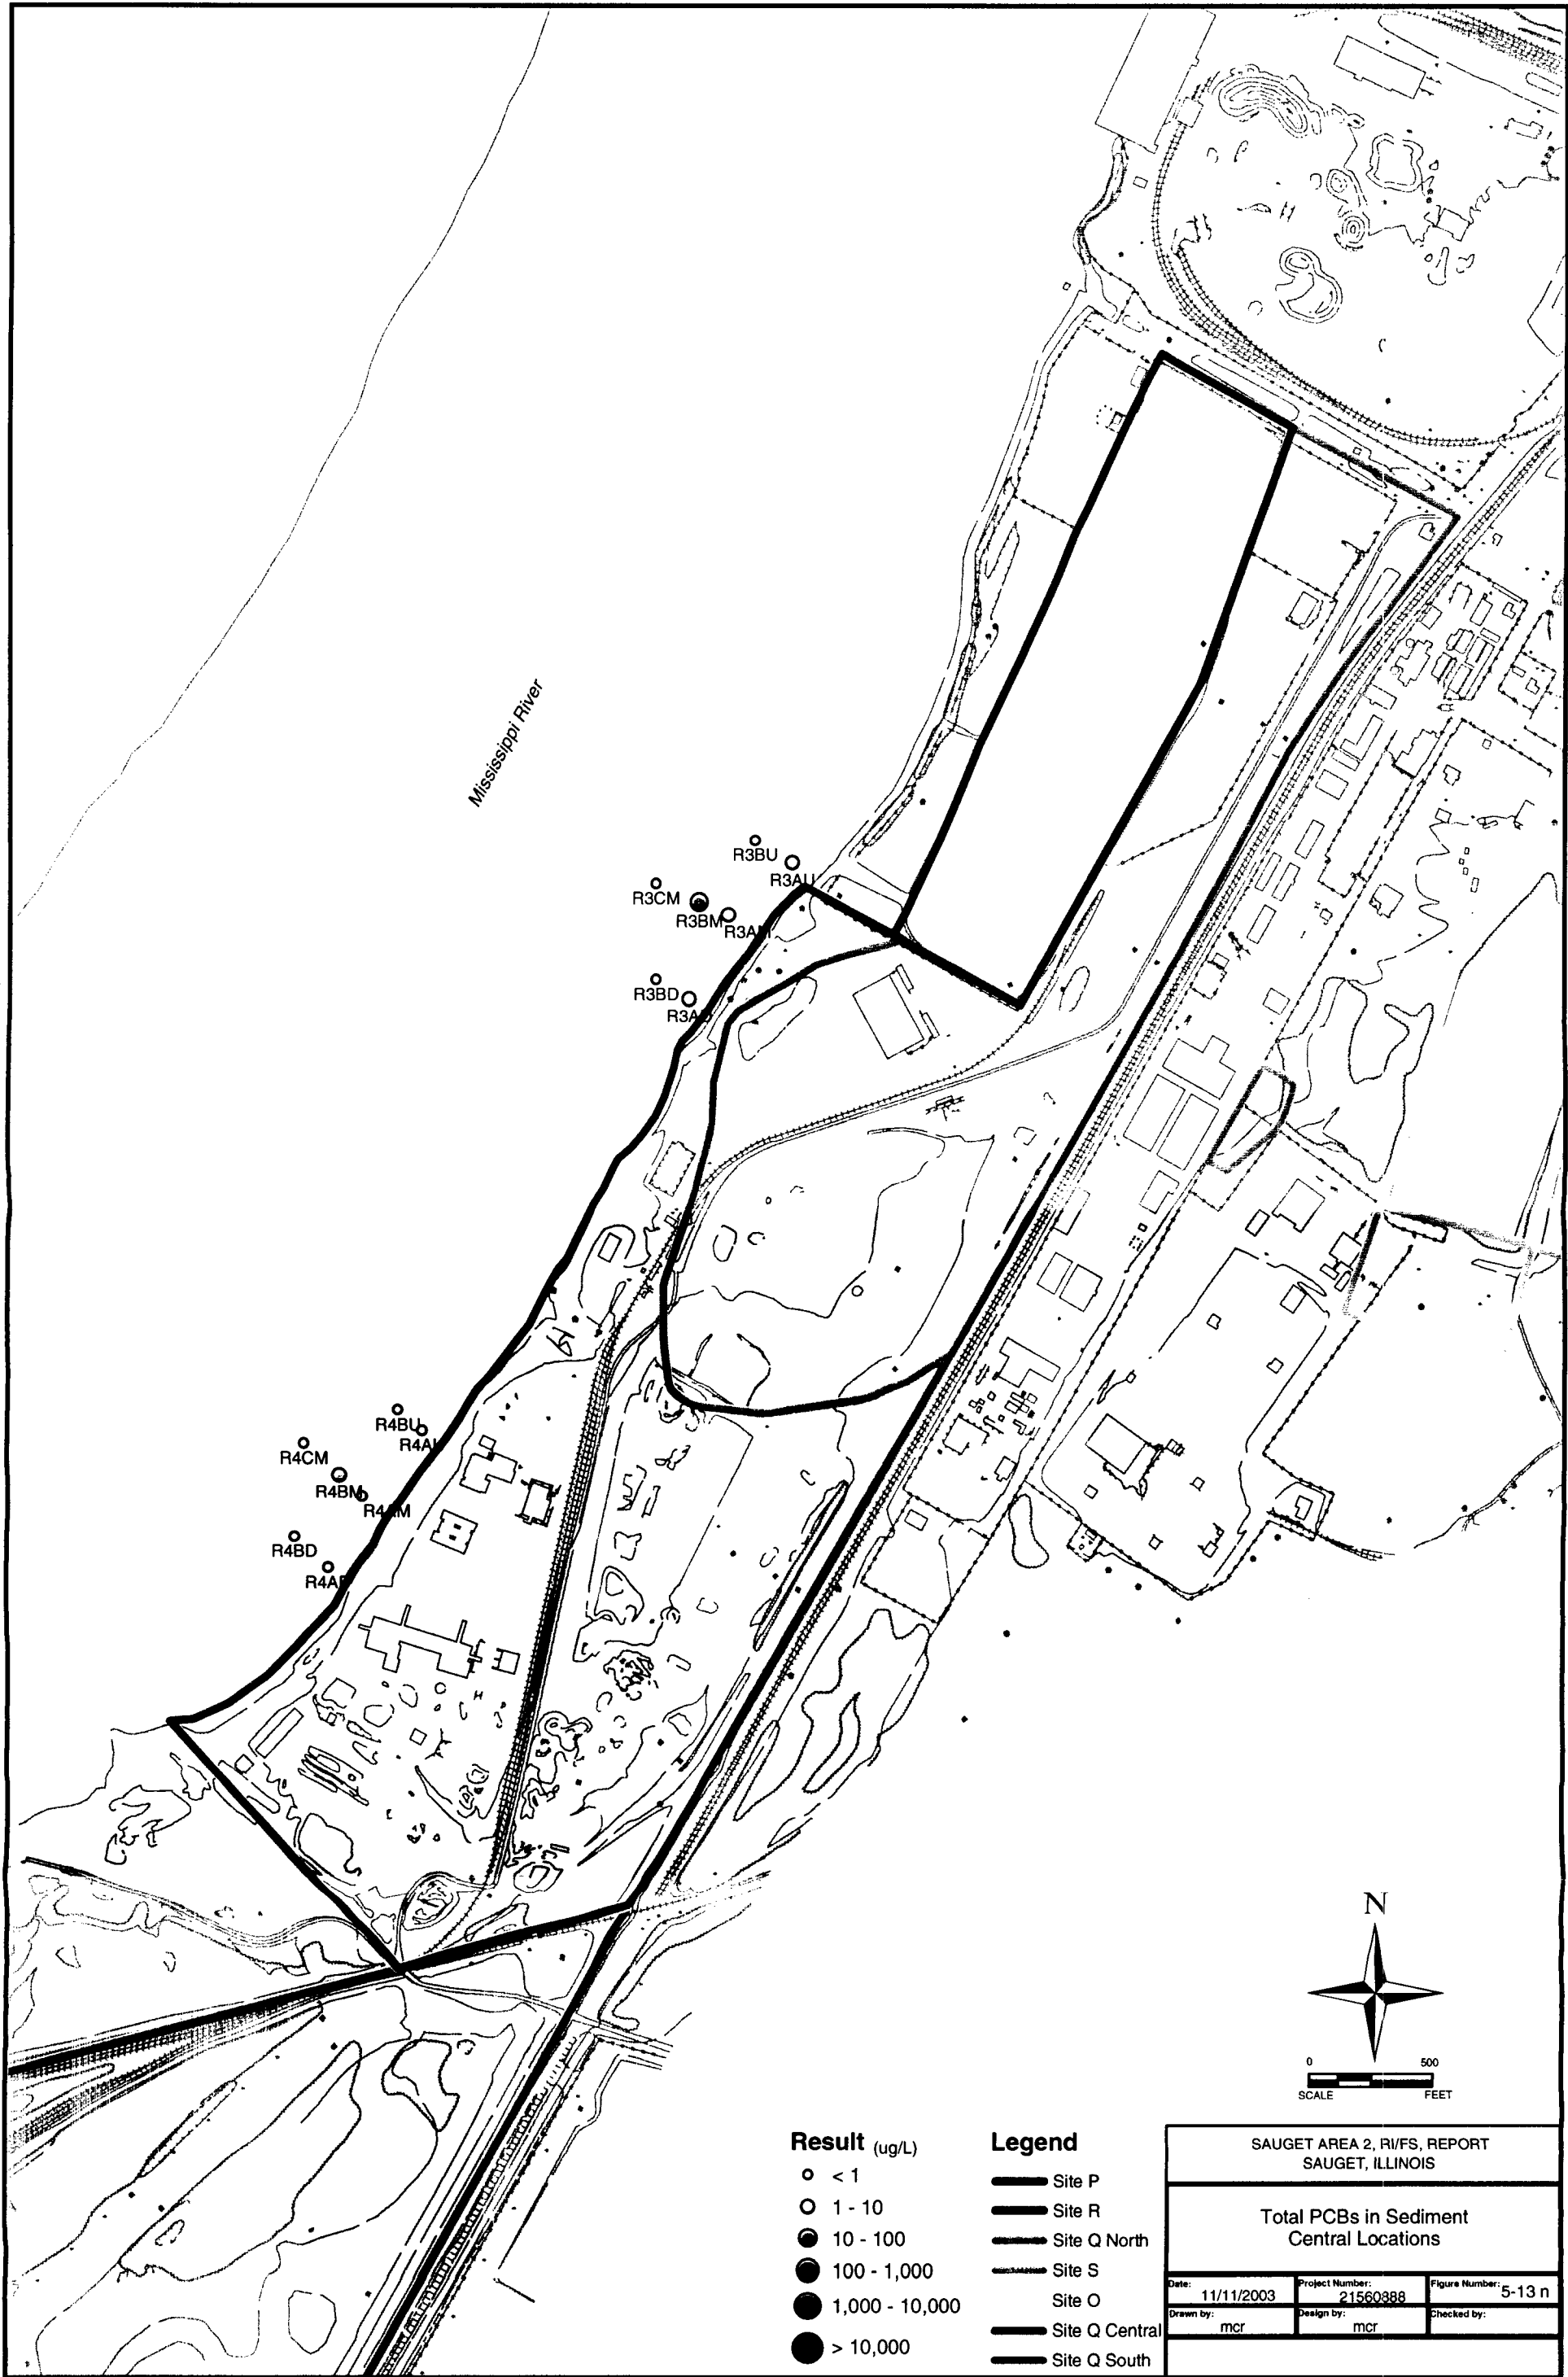 Mississippi River
R3BU
R3AU
R3CM
R3BM
R3AM
R3BD
R4BU
R4CM
R4BM
R4AM
R4BD
N
0 500
SCALE FEET
Result (ug/L)
< 1
1 - 10
10 - 100
100 - 1,000
1,000 - 10,000
> 10,000
Legend
Site P
Site R
Site Q North
Site S
Site O
Site Q Central
Site Q South
SAUGET AREA 2, RI/FS, REPORT
SAUGET, ILLINOIS
Total PCBs in Sediment
Central Locations
Date: 11/11/2003
Project Number: 21560888
Figure Number: 5-13 n
Drawn by: mcr
Design by: mcr
Checked by: